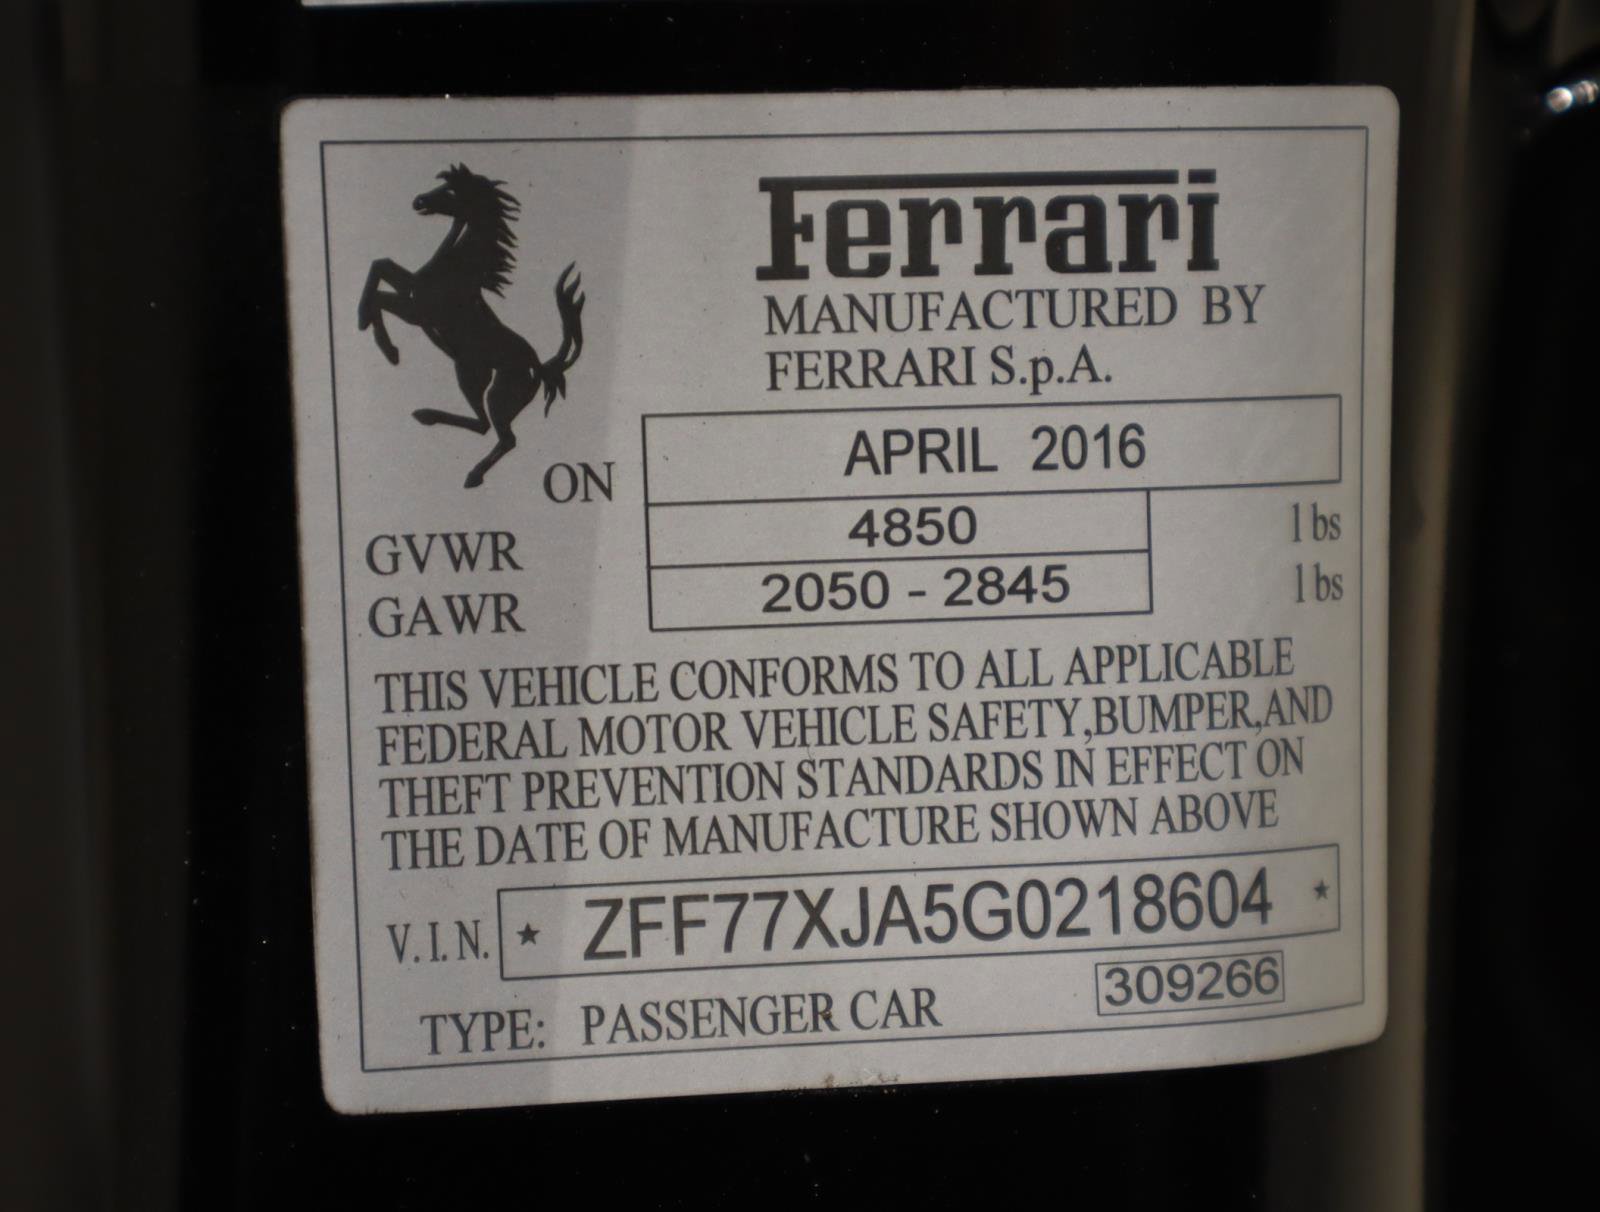 Ferrari
MANUFACTURED BY
FERRARI S.p.A.
ON APRIL 2016
GVWR 4850 lbs
GAWR 2050 - 2845 lbs
THIS VEHICLE CONFORMS TO ALL APPLICABLE
FEDERAL MOTOR VEHICLE SAFETY,BUMPER,AND
THEFT PREVENTION STANDARDS IN EFFECT ON
THE DATE OF MANUFACTURE SHOWN ABOVE
V.I.N. ★ ZFF77XJA5G0218604 ★
TYPE: PASSENGER CAR 309266